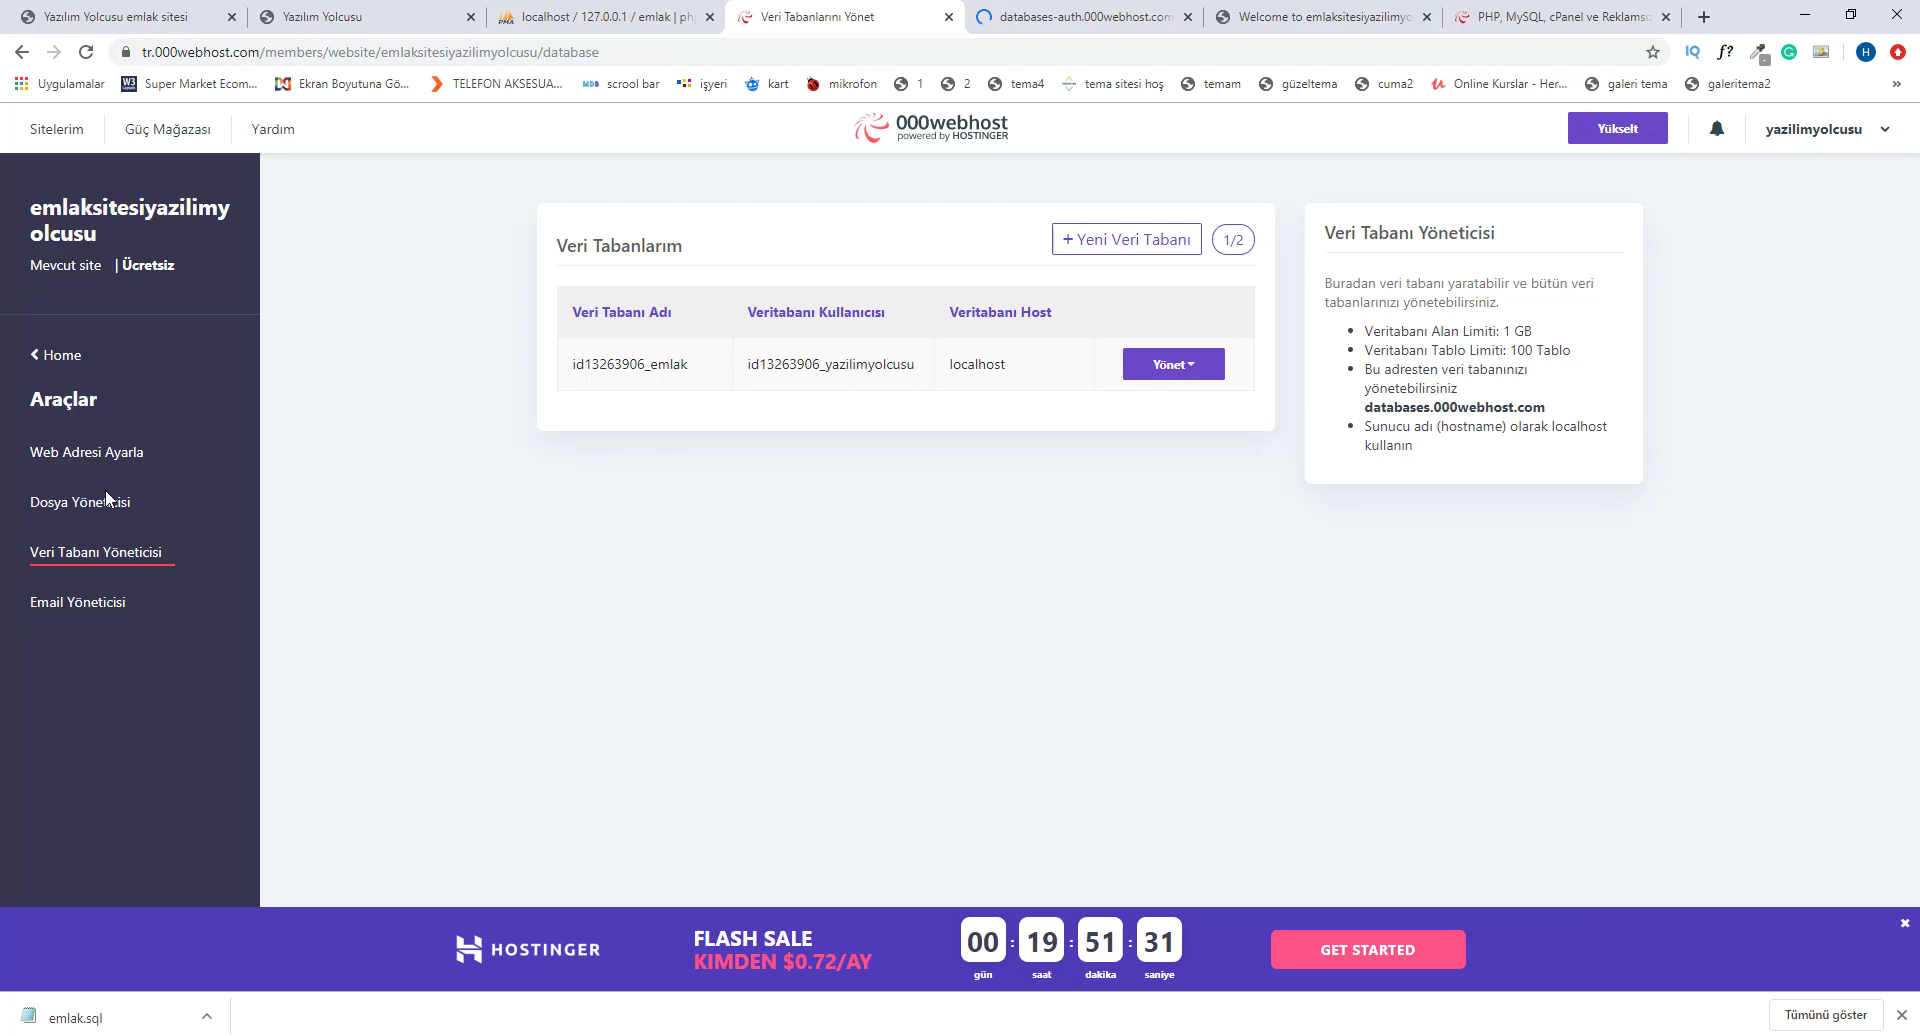 Yazılım Yolcusu emlak sitesi
Yazılım Yolcusu
localhost / 127.0.0.1 / emlak | ph
Veri Tabanlarını Yönet
databases-auth.000webhost.com
Welcome to emlaksitesiyazilimyc
PHP, MySQL, cPanel ve Reklamsı
tr.000webhost.com/members/website/emlaksitesiyazilimyolcusu/database
Uygulamalar
Super Market Ecom...
Ekran Boyutuna Gö...
TELEFON AKSESUA...
scrool bar
işyeri
kart
mikrofon
1
2
tema4
tema sitesi hoş
temam
güzeltema
cuma2
Online Kurslar - Her...
galeri tema
galeritema2
Sitelerim
Güç Mağazası
Yardım
000webhost
powered by HOSTINGER
Yükselt
yazilimyolcusu
emlaksitesiyazilimy
olcusu
Mevcut site | Ücretsiz
Home
Araçlar
Web Adresi Ayarla
Dosya Yöneticisi
Veri Tabanı Yöneticisi
Email Yöneticisi
Veri Tabanlarım
+ Yeni Veri Tabanı
1/2
Veri Tabanı Adı
Veritabanı Kullanıcısı
Veritabanı Host
id13263906_emlak
id13263906_yazilimyolcusu
localhost
Yönet
Veri Tabanı Yöneticisi
Buradan veri tabanı yaratabilir ve bütün veri
tabanlarınızı yönetebilirsiniz.
Veritabanı Alan Limiti: 1 GB
Veritabanı Tablo Limiti: 100 Tablo
Bu adresten veri tabanınızı
yönetebilirsiniz
databases.000webhost.com
Sunucu adı (hostname) olarak localhost
kullanın
HOSTINGER
FLASH SALE
KIMDEN $0.72/AY
00 : 19 : 51 : 31
gün saat dakika saniye
GET STARTED
emlak.sql
Tümünü göster